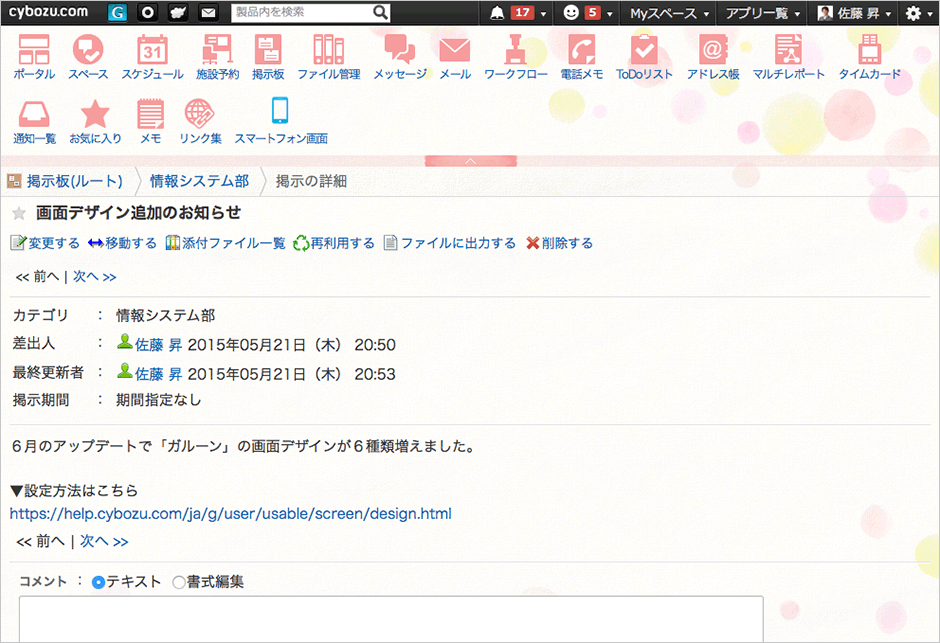 cybozu.com G 製品内を検索 17 5 Myスペース アプリ一覧 佐藤 昇
ポータル スペース スケジュール 施設予約 掲示板 ファイル管理 メッセージ メール ワークフロー 電話メモ ToDoリスト アドレス帳 マルチレポート タイムカード
31 @
通知一覧 お気に入り メモ リンク集 スマートフォン画面
掲示板(ルート) 情報システム部 掲示の詳細
画面デザイン追加のお知らせ
変更する 移動する 添付ファイル一覧 再利用する ファイルに出力する 削除する
<< 前へ | 次へ >>
カテゴリ ： 情報システム部
差出人 ： 佐藤 昇 2015年05月21日（木） 20:50
最終更新者 ： 佐藤 昇 2015年05月21日（木） 20:53
掲示期間 ： 期間指定なし
６月のアップデートで「ガルーン」の画面デザインが６種類増えました。
▼設定方法はこちら
https://help.cybozu.com/ja/g/user/usable/screen/design.html
<< 前へ | 次へ >>
コメント ： テキスト 書式編集